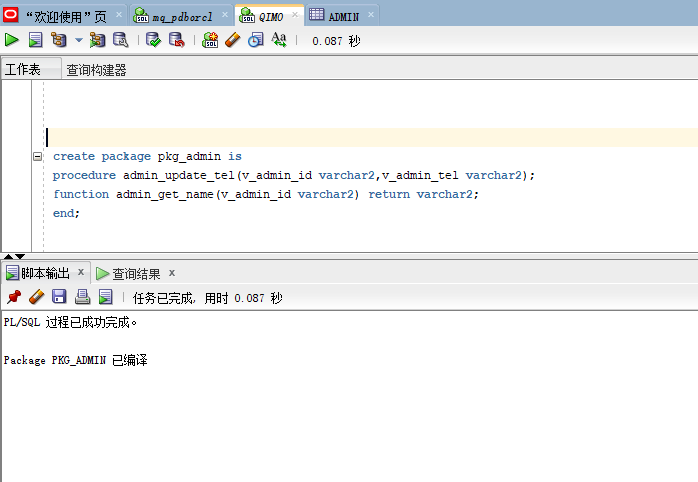 “欢迎使用”页 mq_pdborcl QIMO ADMIN
0.087 秒
工作表 查询构建器
create package pkg_admin is
procedure admin_update_tel(v_admin_id varchar2,v_admin_tel varchar2);
function admin_get_name(v_admin_id varchar2) return varchar2;
end;
脚本输出 x 查询结果 x
任务已完成, 用时 0.087 秒
PL/SQL 过程已成功完成。
Package PKG_ADMIN 已编译